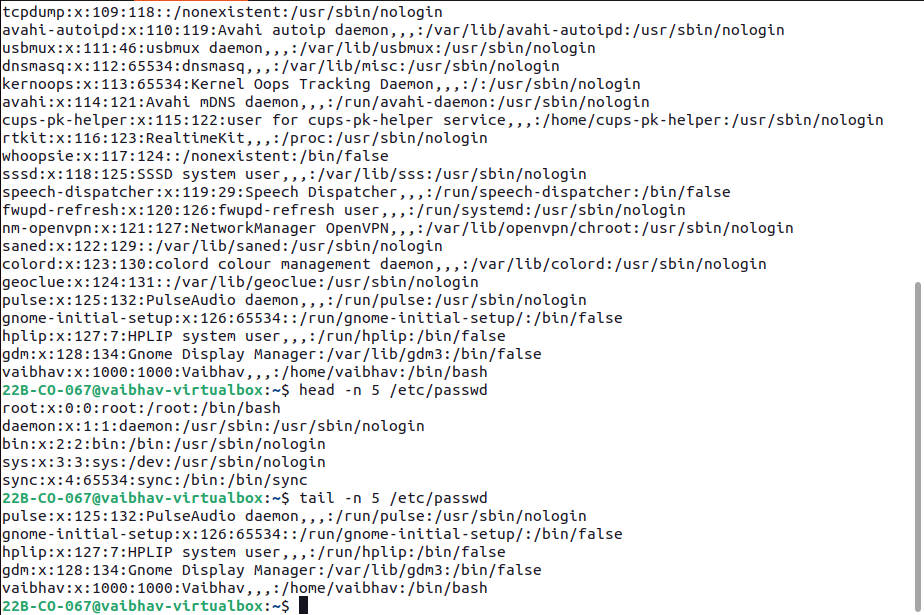 tcpdump:x:109:118::/nonexistent:/usr/sbin/nologin
avahi-autoipd:x:110:119:Avahi autoip daemon,,,:/var/lib/avahi-autoipd:/usr/sbin/nologin
usbmux:x:111:46:usbmux daemon,,,:/var/lib/usbmux:/usr/sbin/nologin
dnsmasq:x:112:65534:dnsmasq,,,:/var/lib/misc:/usr/sbin/nologin
kernoops:x:113:65534:Kernel Oops Tracking Daemon,,,:/:/usr/sbin/nologin
avahi:x:114:121:Avahi mDNS daemon,,,:/run/avahi-daemon:/usr/sbin/nologin
cups-pk-helper:x:115:122:user for cups-pk-helper service,,,:/home/cups-pk-helper:/usr/sbin/nologin
rtkit:x:116:123:RealtimeKit,,,:/proc:/usr/sbin/nologin
whoopsie:x:117:124::/nonexistent:/bin/false
sssd:x:118:125:SSSD system user,,,:/var/lib/sss:/usr/sbin/nologin
speech-dispatcher:x:119:29:Speech Dispatcher,,,:/run/speech-dispatcher:/bin/false
fwupd-refresh:x:120:126:fwupd-refresh user,,,:/run/systemd:/usr/sbin/nologin
nm-openvpn:x:121:127:NetworkManager OpenVPN,,,:/var/lib/openvpn/chroot:/usr/sbin/nologin
saned:x:122:129::/var/lib/saned:/usr/sbin/nologin
colord:x:123:130:colord colour management daemon,,,:/var/lib/colord:/usr/sbin/nologin
geoclue:x:124:131::/var/lib/geoclue:/usr/sbin/nologin
pulse:x:125:132:PulseAudio daemon,,,:/run/pulse:/usr/sbin/nologin
gnome-initial-setup:x:126:65534::/run/gnome-initial-setup/:/bin/false
hplip:x:127:7:HPLIP system user,,,:/run/hplip:/bin/false
gdm:x:128:134:Gnome Display Manager:/var/lib/gdm3:/bin/false
vaibhav:x:1000:1000:Vaibhav,,,:/home/vaibhav:/bin/bash
22B-CO-067@vaibhav-virtualbox:~$ head -n 5 /etc/passwd
root:x:0:0:root:/root:/bin/bash
daemon:x:1:1:daemon:/usr/sbin:/usr/sbin/nologin
bin:x:2:2:bin:/bin:/usr/sbin/nologin
sys:x:3:3:sys:/dev:/usr/sbin/nologin
sync:x:4:65534:sync:/bin:/bin/sync
22B-CO-067@vaibhav-virtualbox:~$ tail -n 5 /etc/passwd
pulse:x:125:132:PulseAudio daemon,,,:/run/pulse:/usr/sbin/nologin
gnome-initial-setup:x:126:65534::/run/gnome-initial-setup/:/bin/false
hplip:x:127:7:HPLIP system user,,,:/run/hplip:/bin/false
gdm:x:128:134:Gnome Display Manager:/var/lib/gdm3:/bin/false
vaibhav:x:1000:1000:Vaibhav,,,:/home/vaibhav:/bin/bash
22B-CO-067@vaibhav-virtualbox:~$